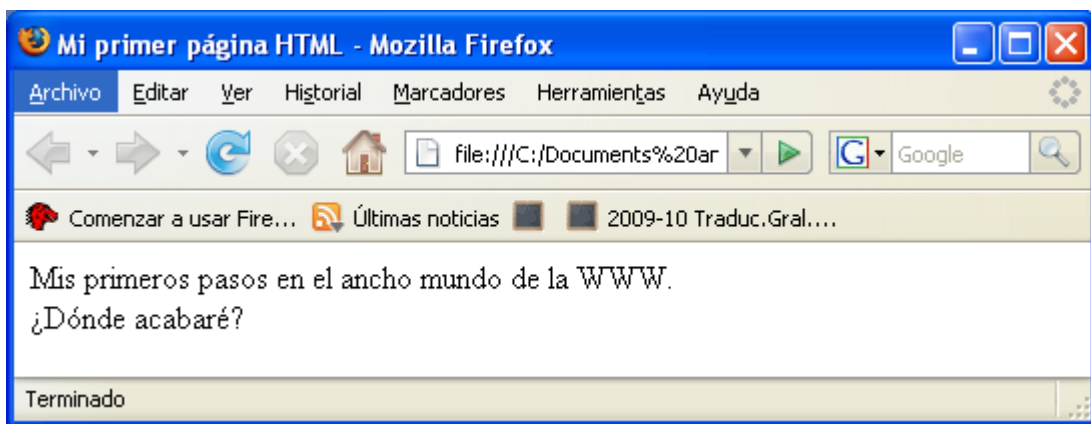 Mi primer página HTML - Mozilla Firefox
Archivo Editar Ver Historial Marcadores Herramientas Ayuda
file:///C:/Documents%20ar G Google
Comenzar a usar Fire... Últimas noticias 2009-10 Traduc.Gral....
Mis primeros pasos en el ancho mundo de la WWW.
¿Dónde acabaré?
Terminado